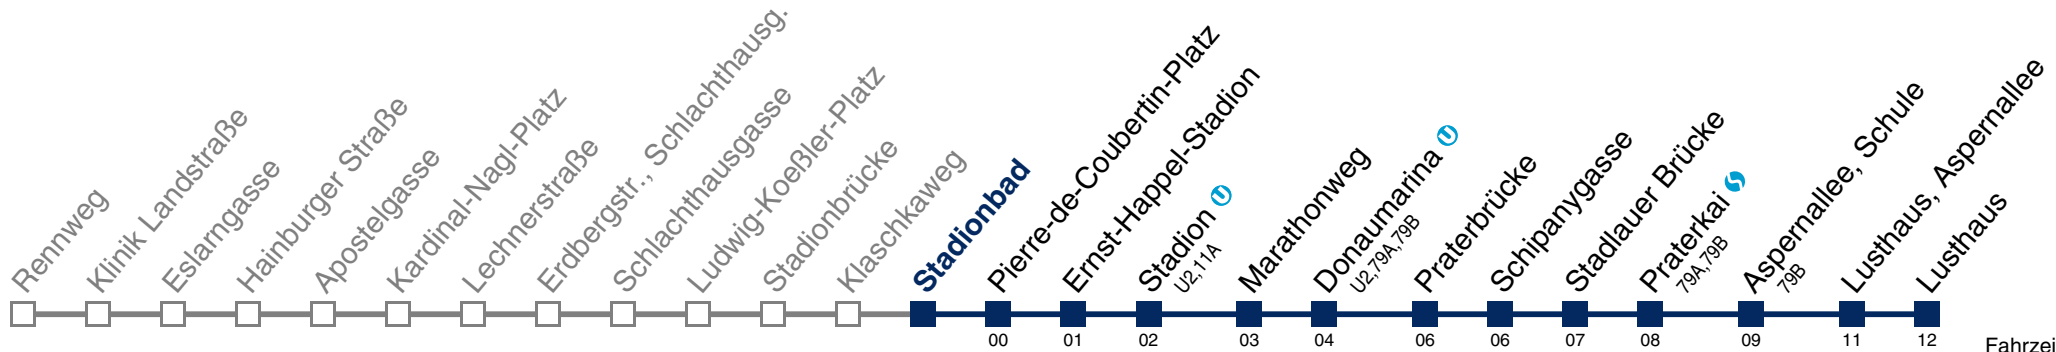 Rennweg
Klinik Landstraße
Eslarngasse
Hainburger Straße
Apostelgasse
Kardinal-Nagl-Platz
Lechnerstraße
Erdbergstr., Schlachthausg.
Schlachthausgasse
Ludwig-Koeßler-Platz
Stadionbrücke
Klaschkaweg
Stadionbad
Pierre-de-Coubertin-Platz
Ernst-Happel-Stadion
Stadion U
U2,11A
Marathonweg
Donaumarina U
U2,79A,79B
Praterbrücke
Schipanygasse
Stadlauer Brücke
Praterkai S
79A,79B
Aspernallee, Schule
79B
Lusthaus, Aspernallee
Lusthaus
00 01 02 03 04 06 06 07 08 09 11 12
Fahrzei